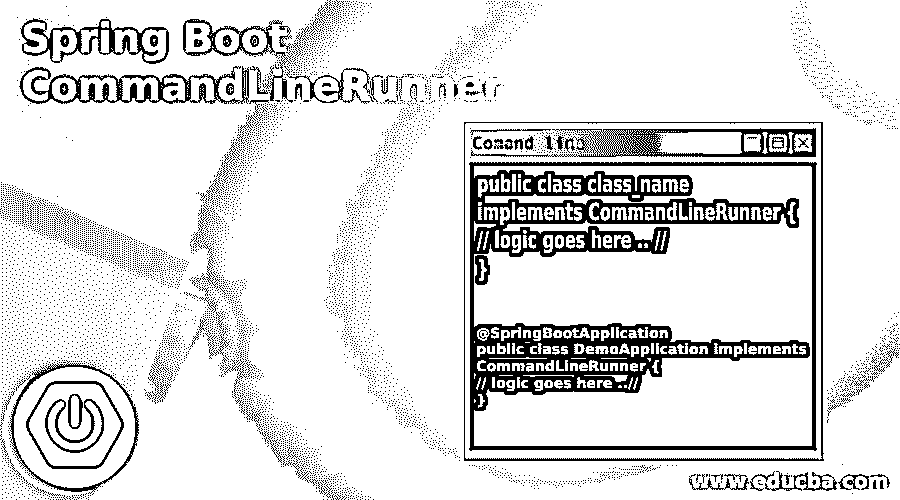 Spring Boot
CommandLineRunner
Comand line
public class class_name
implements CommandLineRunner {
// logic goes here .. //
}
@SpringBootApplication
public class DemoApplication implements
CommandLineRunner {
// logic goes here ..//
}
www.educba.com